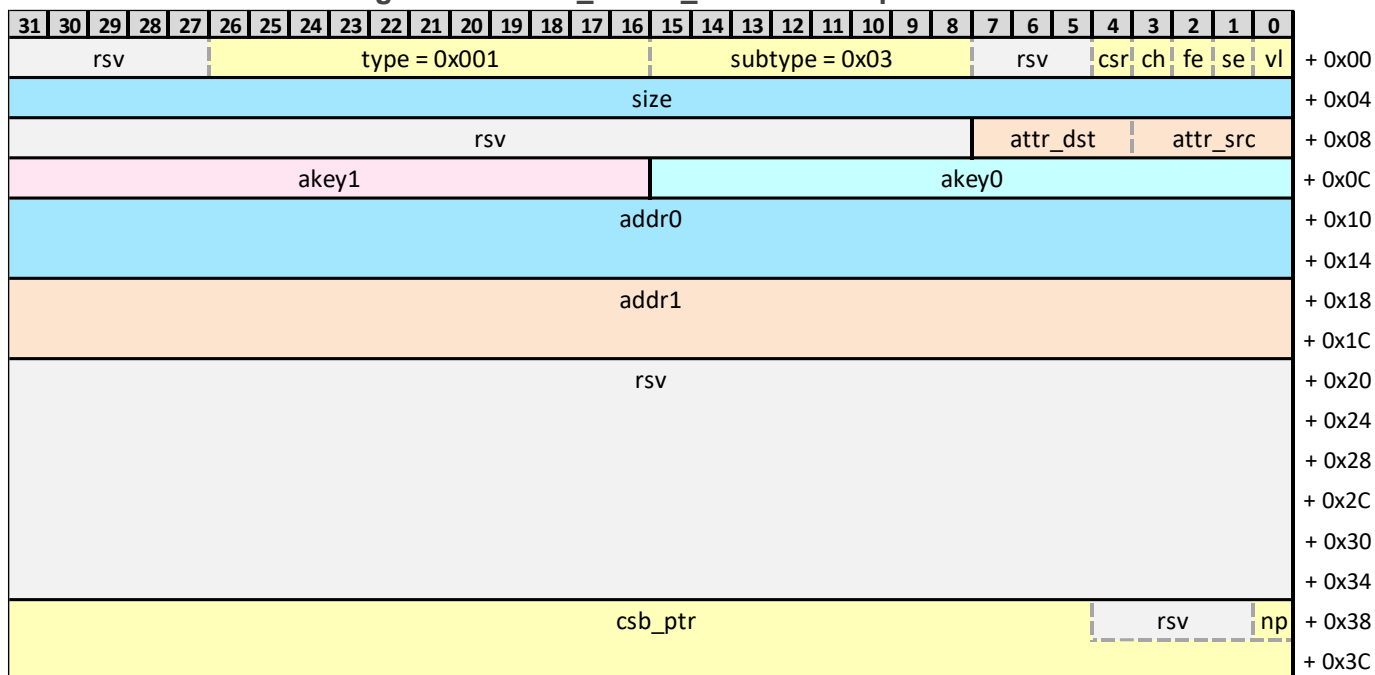 31 30 29 28 27 26 25 24 23 22 21 20 19 18 17 16 15 14 13 12 11 10 9 8 7 6 5 4 3 2 1 0
rsv type = 0x001 subtype = 0x03 rsv csr ch fe se vl + 0x00
size + 0x04
rsv attr_dst attr_src + 0x08
akey1 akey0 + 0x0C
addr0 + 0x10
+ 0x14
addr1 + 0x18
+ 0x1C
rsv + 0x20
+ 0x24
+ 0x28
+ 0x2C
+ 0x30
+ 0x34
csb_ptr rsv np + 0x38
+ 0x3C